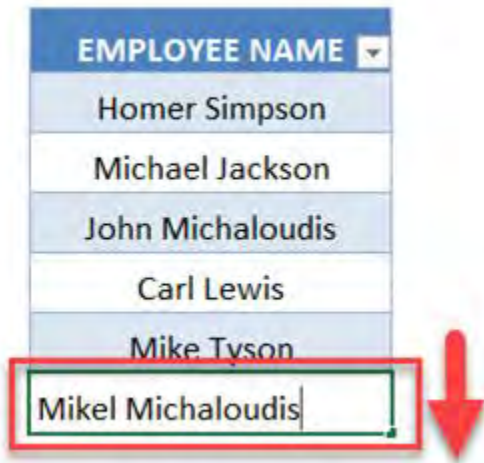 EMPLOYEE NAME
Homer Simpson
Michael Jackson
John Michaloudis
Carl Lewis
Mike Tyson
Mikel Michaloudis